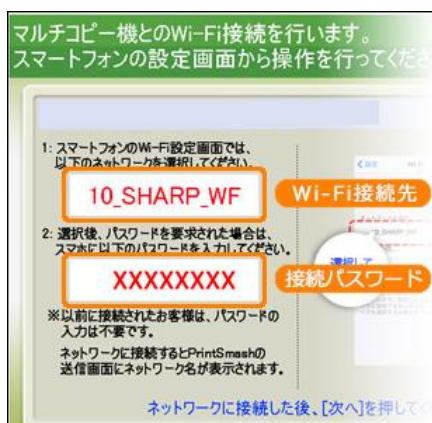 マルチコピー機とのWi-Fi接続を行います。
スマートフォンの設定画面から操作を行ってくださ
1: スマートフォンのWi-Fi設定画面では、
以下のネットワークを選択してください。
10_SHARP_WF
Wi-Fi接続先
2: 選択後、パスワードを要求された場合は、
スマホに以下のパスワードを入力してください。
XXXXXXXX
接続パスワード
選択して
※以前に接続されたお客様は、パスワードの
入力は不要です。
ネットワークに接続するとPrintSmashの
送信画面にネットワーク名が表示されます。
ネットワークに接続した後、[次へ]を押して